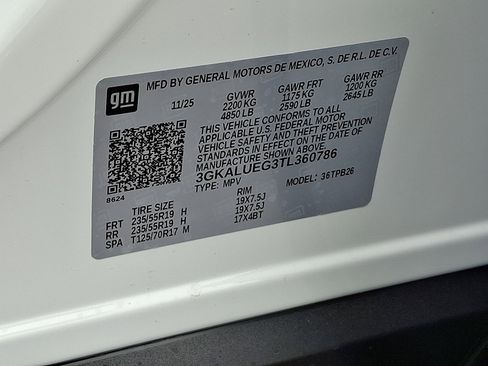 gm
MFD BY GENERAL MOTORS DE MEXICO, S. DE R.L. DE C.V.
11/25 GVWR GAWR FRT GAWR RR
2200 KG 1175 KG 1200 KG
4850 LB 2590 LB 2645 LB
THIS VEHICLE CONFORMS TO ALL
APPLICABLE U.S. FEDERAL MOTOR
VEHICLE SAFETY AND THEFT PREVENTION
STANDARDS IN EFFECT ON THE DATE OF
MANUFACTURE SHOWN ABOVE.
3GKALUEG3TL360786
TYPE: MPV MODEL: 36TPB26
8624
TIRE SIZE RIM
FRT 235/55R19 H 19X7.5J
RR 235/55R19 H 19X7.5J
SPA T125/70R17 M 17X4BT